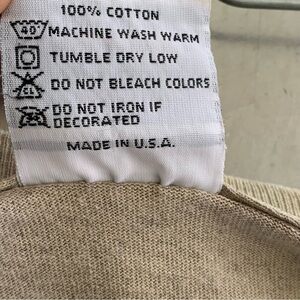 100% COTTON
40° MACHINE WASH WARM
TUMBLE DRY LOW
CL DO NOT BLEACH COLORS
DO NOT IRON IF
DECORATED
MADE IN U.S.A.